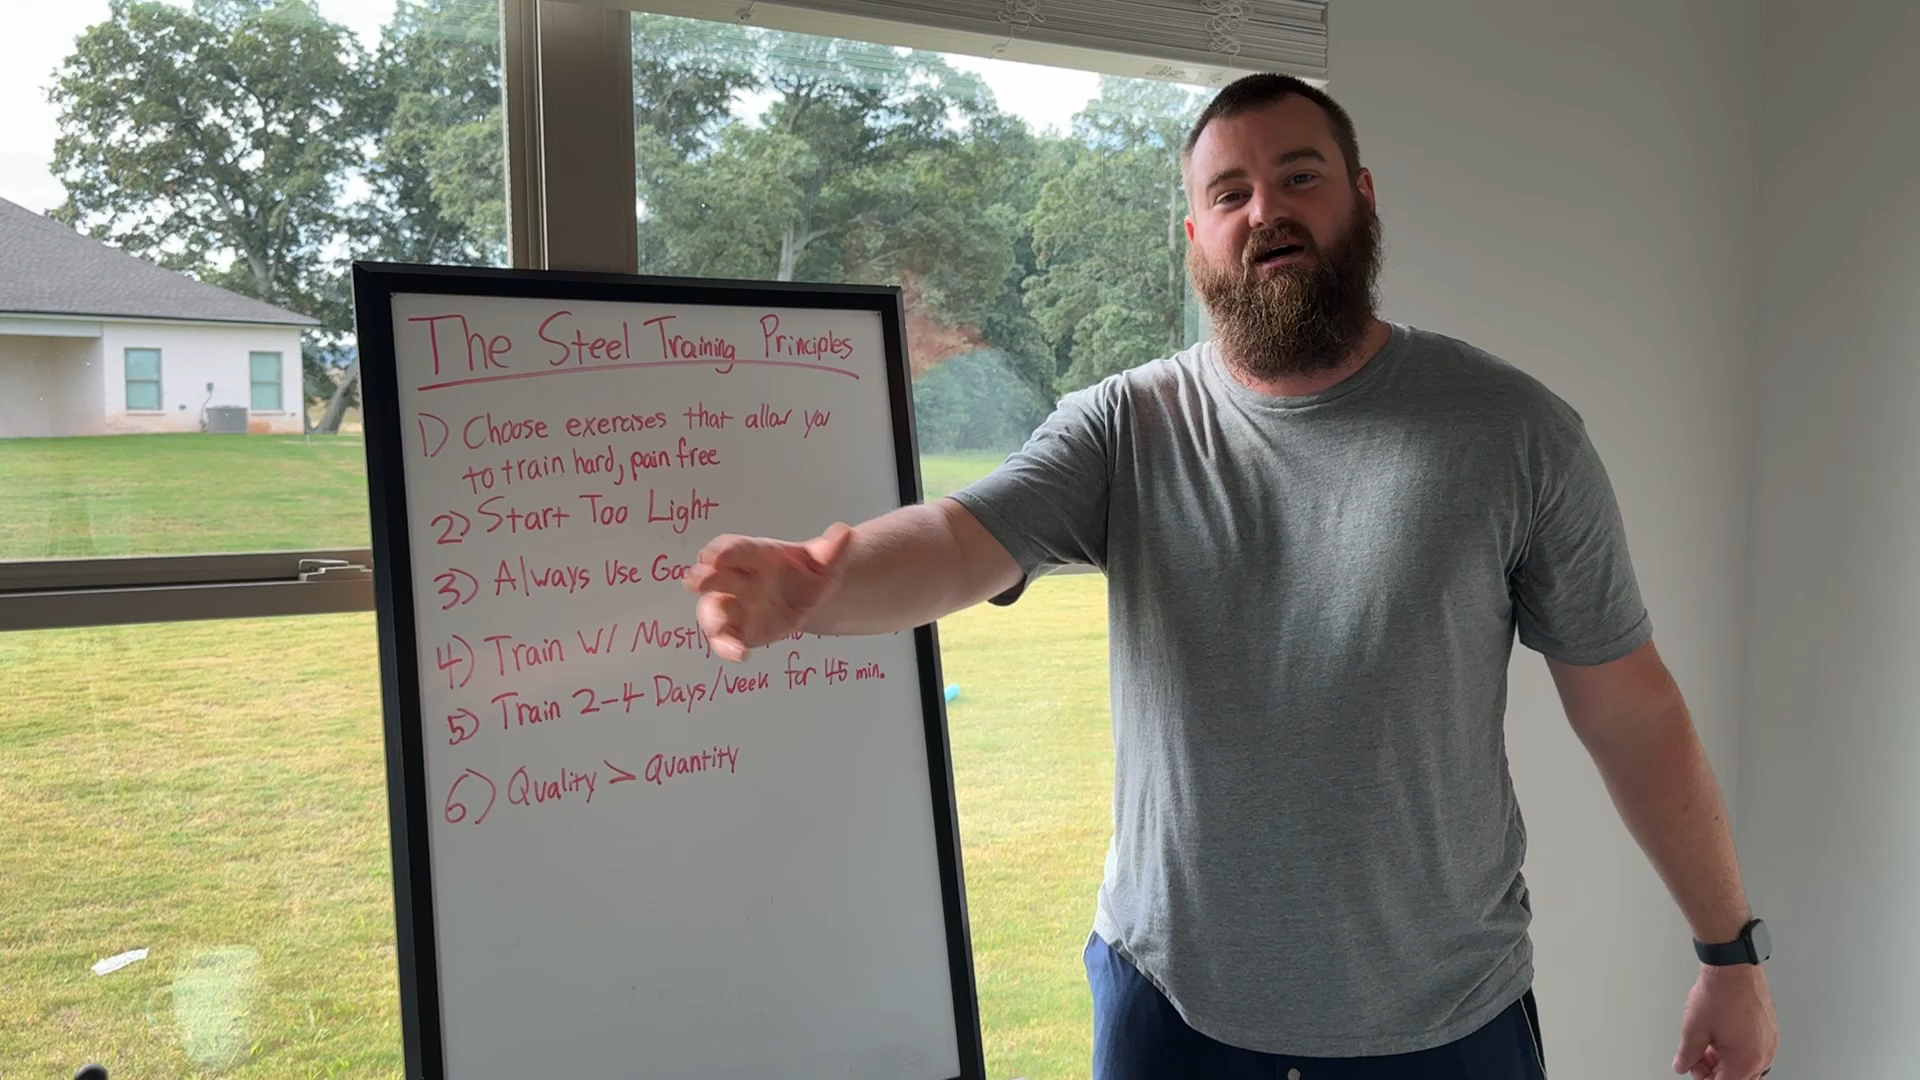 The Steel Training Principles
1) Choose exercises that allow you
to train hard, pain free
2) Start Too Light
3) Always Use
4) Train W/ Mostly
5) Train 2-4 Days/week for 45 min.
6) Quality > Quantity